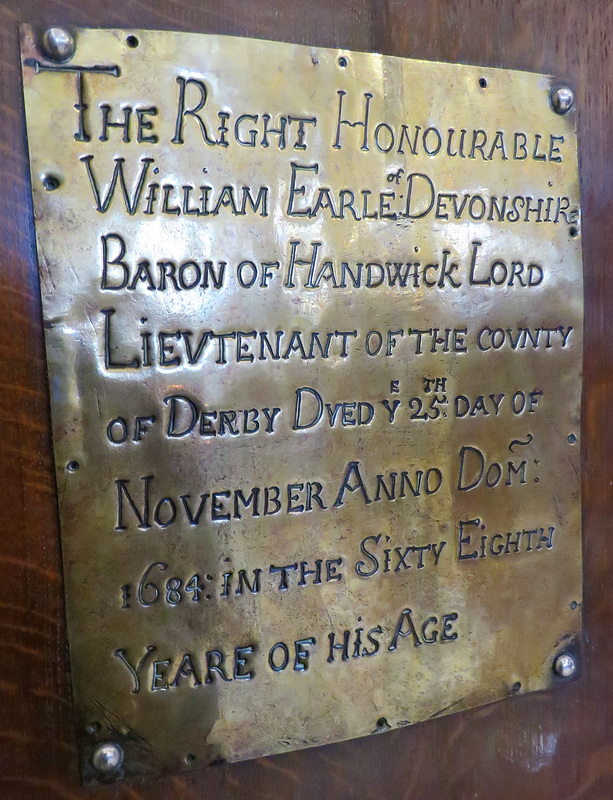 THE RIGHT HONOURABLE
WILLIAM EARLE of DEVONSHIRE
BARON OF HANDWICK LORD
LIEVTENANT OF THE COVNTY
OF DERBY DYED YE 25TH: DAY OF
NOVEMBER ANNO DOM̃:
1684: IN THE SIXTY EIGHTH
YEARE OF HIS AGE